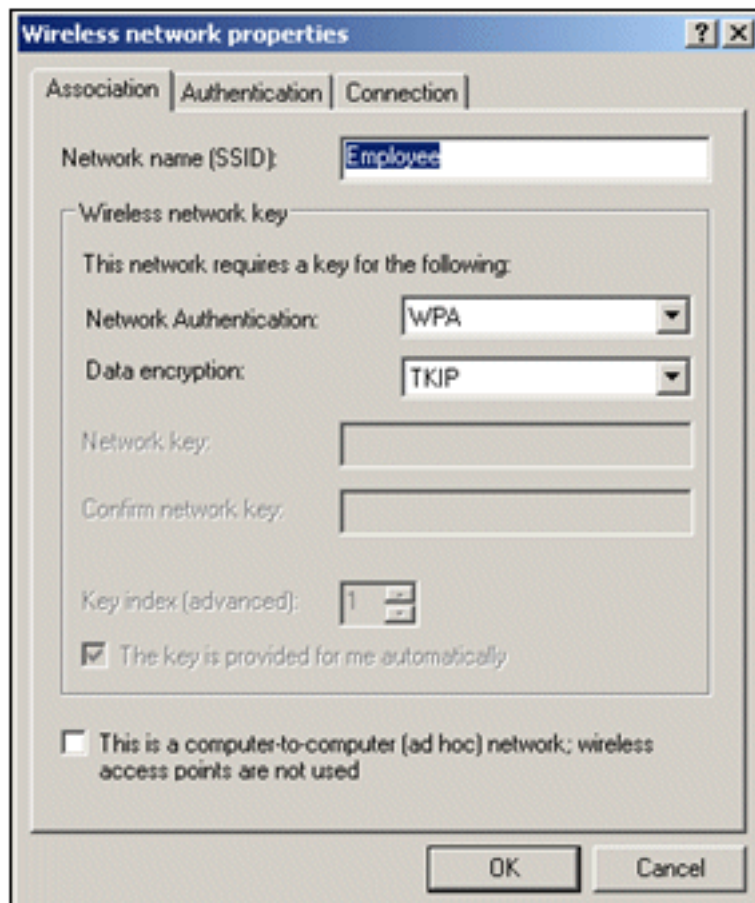 Wireless network properties
Association Authentication Connection
Network name (SSID): Employee
Wireless network key
This network requires a key for the following:
Network Authentication: WPA
Data encryption: TKIP
Network key:
Confirm network key:
Key index (advanced): 1
The key is provided for me automatically
This is a computer-to-computer (ad hoc) network; wireless
access points are not used
OK Cancel